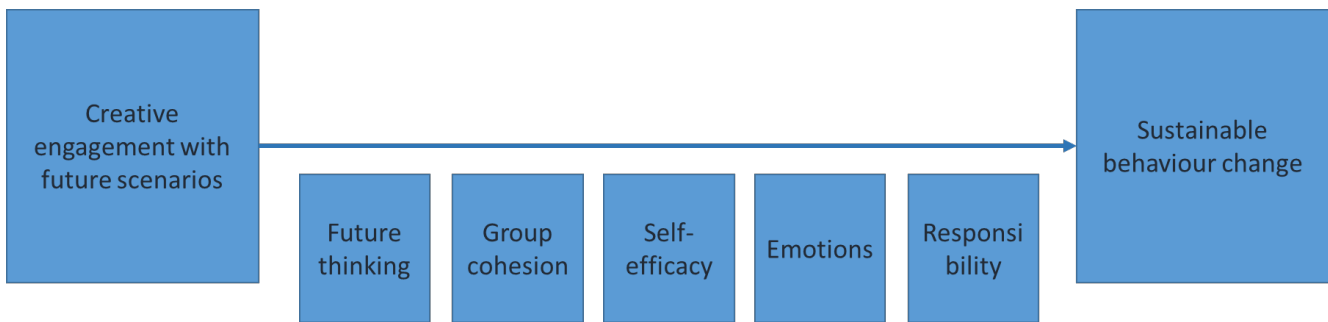 Creative
engagement with
future scenarios
Future
thinking
Group
cohesion
Self-
efficacy
Emotions
Responsi
bility
Sustainable
behaviour change